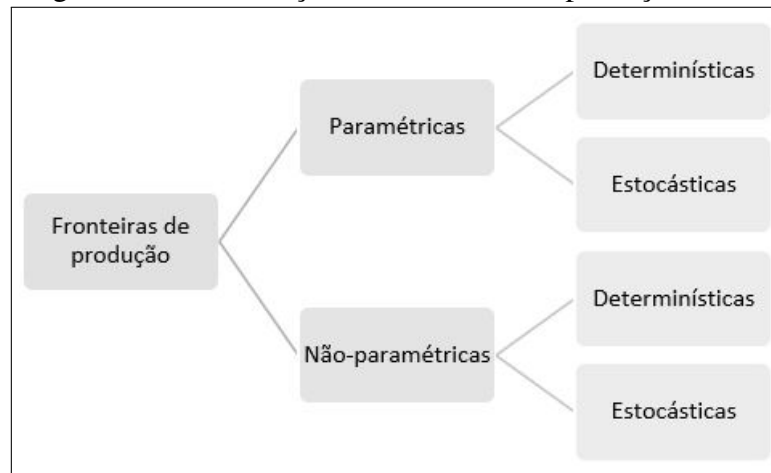 Determinísticas
Paramétricas
Estocásticas
Fronteiras de
produção
Determinísticas
Não-paramétricas
Estocásticas